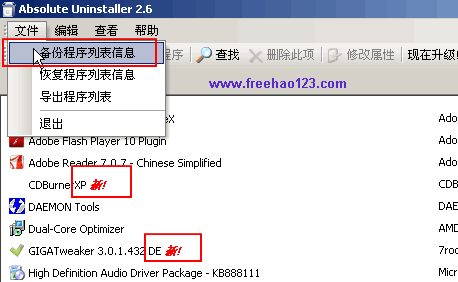 Absolute Uninstaller 2.6
文件 编辑 查看 帮助
备份程序列表信息
程序 查找 删除此项 修改属性 现在升级
恢复程序列表信息
导出程序列表
退出
www.freehao123.com
eX Ado
Adobe Flash Player 10 Plugin Ado
Adobe Reader 7.0.7 - Chinese Simplified Ado
CDBurnerXP 新!
DAEMON Tools
Dual-Core Optimizer AMD
GIGATweaker 3.0.1.432 DE 新! 7roo
High Definition Audio Driver Package - KB888111 Micr